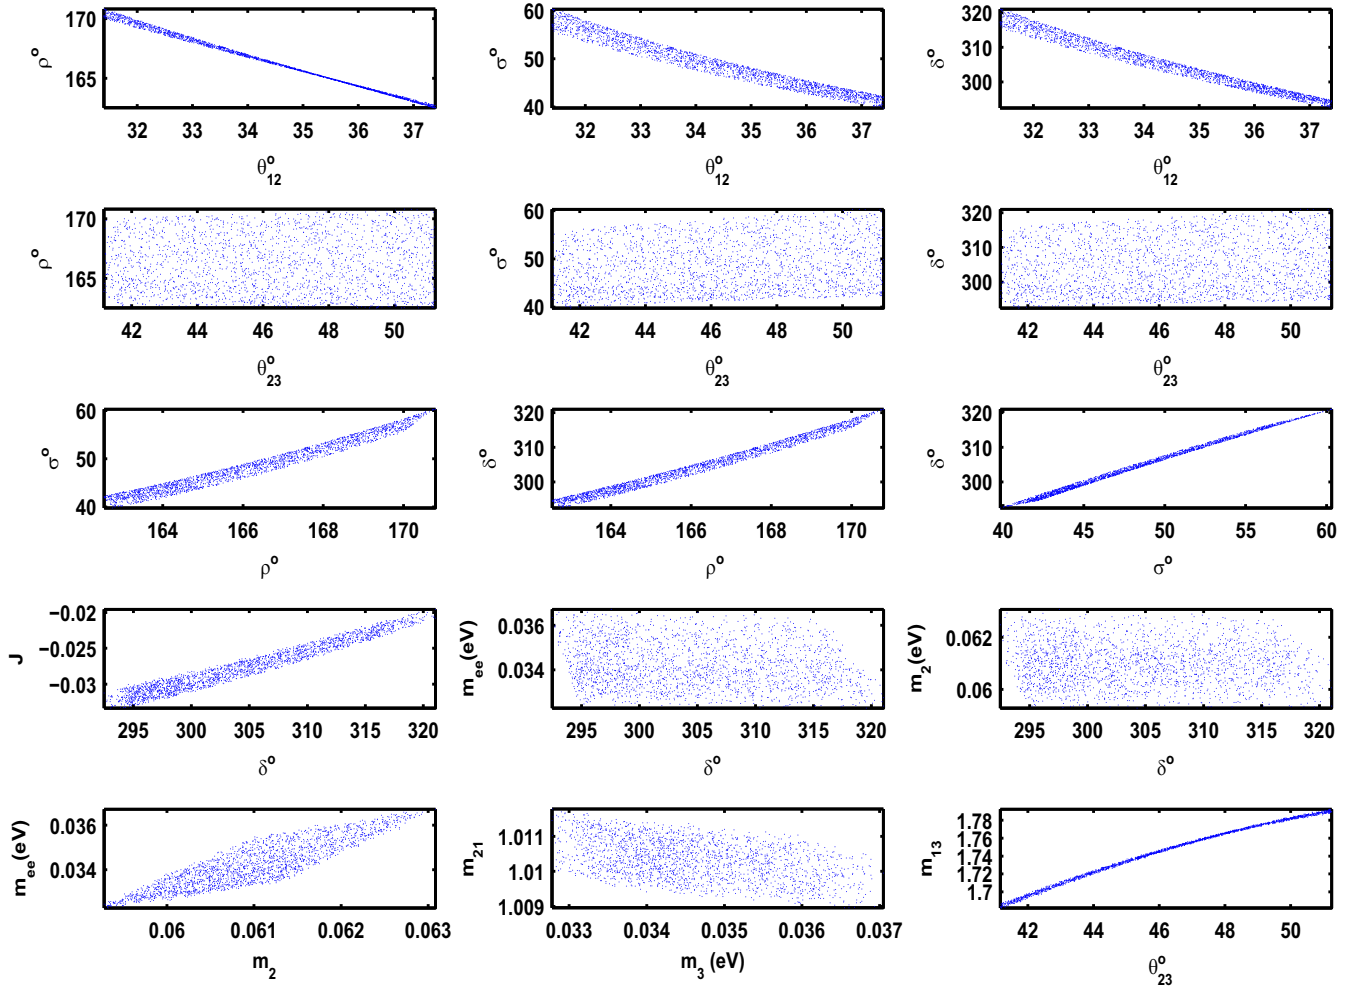 ρ° 170 165 32 33 34 35 36 37 θ°12
σ° 60 50 40 32 33 34 35 36 37 θ°12
δ° 320 310 300 32 33 34 35 36 37 θ°12
ρ° 170 165 42 44 46 48 50 θ°23
σ° 60 50 40 42 44 46 48 50 θ°23
δ° 320 310 300 42 44 46 48 50 θ°23
σ° 60 50 40 164 166 168 170 ρ°
δ° 320 310 300 164 166 168 170 ρ°
δ° 320 310 300 40 45 50 55 60 σ°
J −0.02 −0.025 −0.03 295 300 305 310 315 320 δ°
mee(eV) 0.036 0.034 295 300 305 310 315 320 δ°
m2(eV) 0.062 0.06 295 300 305 310 315 320 δ°
mee(eV) 0.036 0.034 0.06 0.061 0.062 0.063 m2
m21 1.011 1.01 1.009 0.033 0.034 0.035 0.036 0.037 m3 (eV)
m13 1.78 1.76 1.74 1.72 1.7 42 44 46 48 50 θ°23